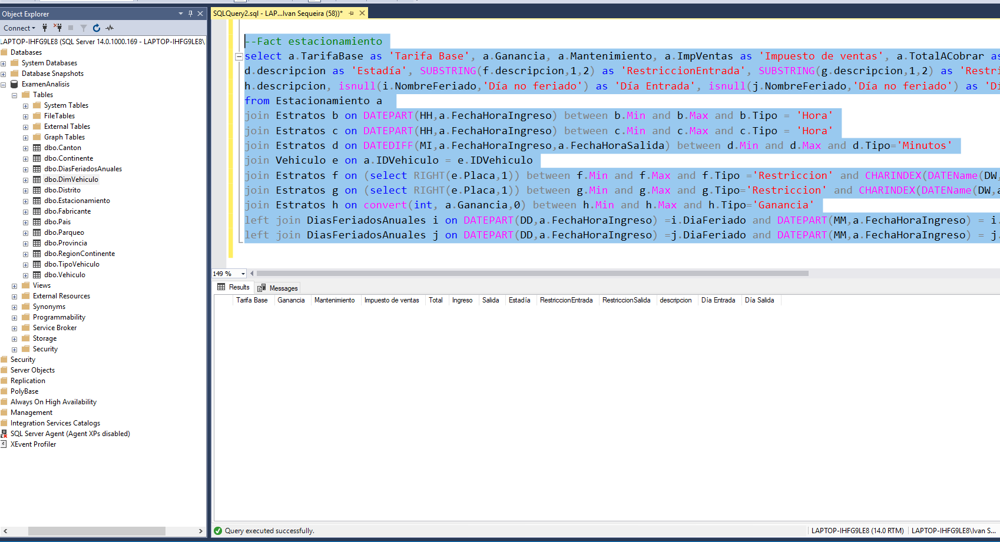 Object Explorer
Connect
LAPTOP-IHFG9LE8 (SQL Server 14.0.1000.169 - LAPTOP-IHFG9LE8\
Databases
System Databases
Database Snapshots
ExamenAnalisis
Tables
System Tables
FileTables
External Tables
Graph Tables
dbo.Canton
dbo.Continente
dbo.DiasFeriadosAnuales
dbo.DimVehiculo
dbo.Distrito
dbo.Estacionamiento
dbo.Fabricante
dbo.Pais
dbo.Parqueo
dbo.Provincia
dbo.RegionContinente
dbo.TipoVehiculo
dbo.Vehiculo
Views
External Resources
Synonyms
Programmability
Service Broker
Storage
Security
Security
Server Objects
Replication
PolyBase
Always On High Availability
Management
Integration Services Catalogs
SQL Server Agent (Agent XPs disabled)
XEvent Profiler
SQLQuery2.sql - LAP...Ivan Sequeira (58))*
--Fact estacionamiento
select a.TarifaBase as 'Tarifa Base', a.Ganancia, a.Mantenimiento, a.ImpVentas as 'Impuesto de ventas', a.TotalACobrar as
d.descripcion as 'Estadía', SUBSTRING(f.descripcion,1,2) as 'RestriccionEntrada', SUBSTRING(g.descripcion,1,2) as 'Restri
h.descripcion, isnull(i.NombreFeriado,'Día no feriado') as 'Día Entrada', isnull(j.NombreFeriado,'Día no feriado') as 'Dí
from Estacionamiento a
join Estratos b on DATEPART(HH,a.FechaHoraIngreso) between b.Min and b.Max and b.Tipo = 'Hora'
join Estratos c on DATEPART(HH,a.FechaHoraIngreso) between c.Min and c.Max and c.Tipo = 'Hora'
join Estratos d on DATEDIFF(MI,a.FechaHoraIngreso,a.FechaHoraSalida) between d.Min and d.Max and d.Tipo='Minutos'
join Vehiculo e on a.IDVehiculo = e.IDVehiculo
join Estratos f on (select RIGHT(e.Placa,1)) between f.Min and f.Max and f.Tipo ='Restriccion' and CHARINDEX(DATEName(DW,
join Estratos g on (select RIGHT(e.Placa,1)) between g.Min and g.Max and g.Tipo='Restriccion' and CHARINDEX(DATEName(DW,a
join Estratos h on convert(int, a.Ganancia,0) between h.Min and h.Max and h.Tipo='Ganancia'
left join DiasFeriadosAnuales i on DATEPART(DD,a.FechaHoraIngreso) =i.DiaFeriado and DATEPART(MM,a.FechaHoraIngreso) = i.
left join DiasFeriadosAnuales j on DATEPART(DD,a.FechaHoraIngreso) =j.DiaFeriado and DATEPART(MM,a.FechaHoraIngreso) = j.
149 %
Results Messages
Tarifa Base Ganancia Mantenimiento Impuesto de ventas Total Ingreso Salida Estadía RestriccionEntrada RestriccionSalida descripcion Día Entrada Día Salida
Query executed successfully.
LAPTOP-IHFG9LE8 (14.0 RTM) LAPTOP-IHFG9LE8\Ivan S...